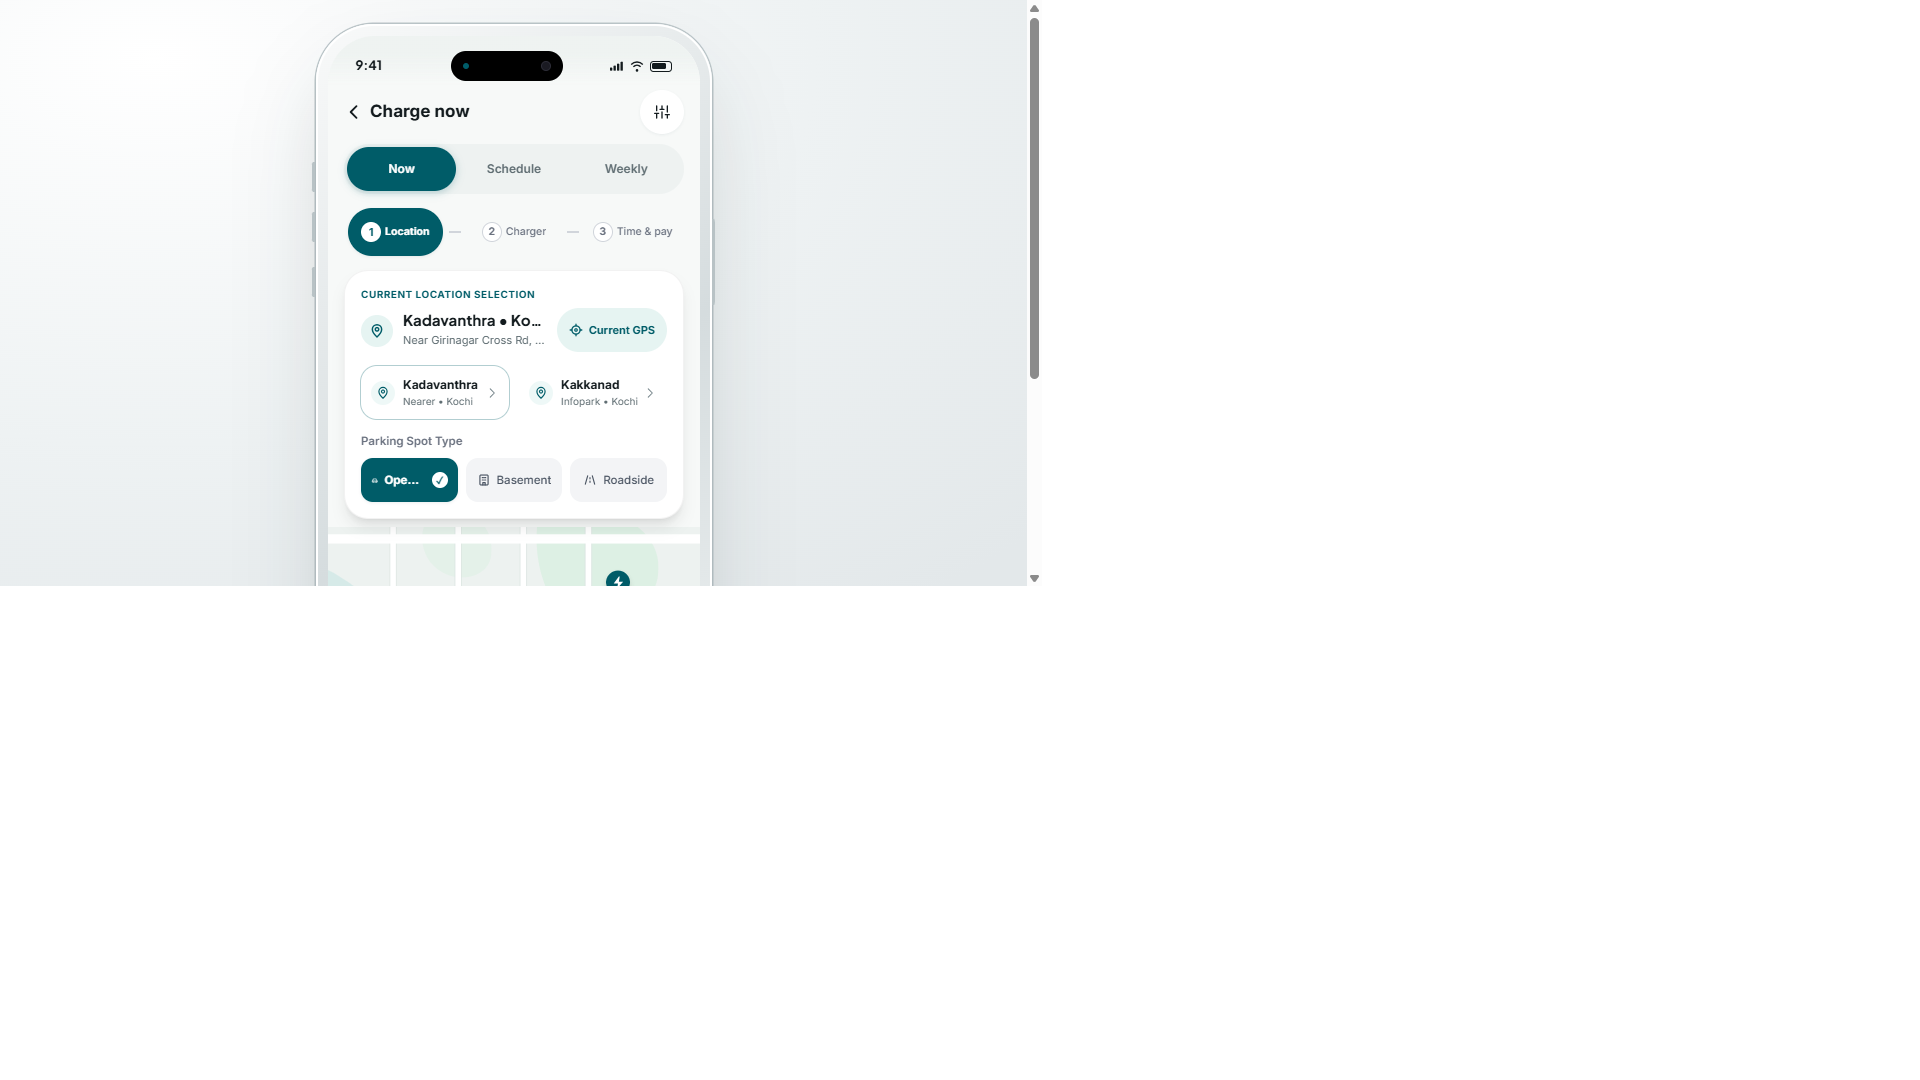 9:41
Charge now
Now Schedule Weekly
1 Location 2 Charger 3 Time & pay
CURRENT LOCATION SELECTION
Kadavanthra • Ko...
Near Girinagar Cross Rd, ...
Current GPS
Kadavanthra
Nearer • Kochi
Kakkanad
Infopark • Kochi
Parking Spot Type
Ope... Basement Roadside